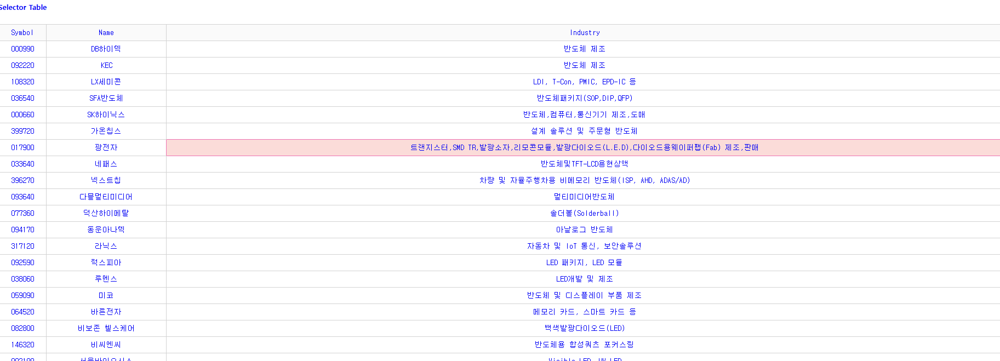 Selector Table
Symbol Name Industry
000990 DB하이텍 반도체 제조
092220 KEC 반도체 제조
108320 LX세미콘 LDI, T-Con, PMIC, EPD-IC 등
036540 SFA반도체 반도체패키지(SOP,DIP,QFP)
000660 SK하이닉스 반도체,컴퓨터,통신기기 제조,도매
399720 가온칩스 설계 솔루션 및 주문형 반도체
017900 광전자 트랜지스터,SMD TR,발광소자,리모콘모듈,발광다이오드(L.E.D),다이오드용웨이퍼팹(Fab) 제조,판매
033640 네패스 반도체및TFT-LCD용현상액
396270 넥스트칩 차량 및 자율주행차용 비메모리 반도체(ISP, AHD, ADAS/AD)
093640 다믈멀티미디어 멀티미디어반도체
077360 덕산하이메탈 솔더볼(Solderball)
094170 동운아나텍 아날로그 반도체
317120 라닉스 자동차 및 IoT 통신, 보안솔루션
092590 럭스피아 LED 패키지, LED 모듈
038060 루멘스 LED개발 및 제조
059090 미코 반도체 및 디스플레이 부품 제조
064520 바른전자 메모리 카드, 스마트 카드 등
082800 비보존 헬스케어 백색발광다이오드(LED)
146320 비씨엔씨 반도체용 합성쿼츠 포커스링